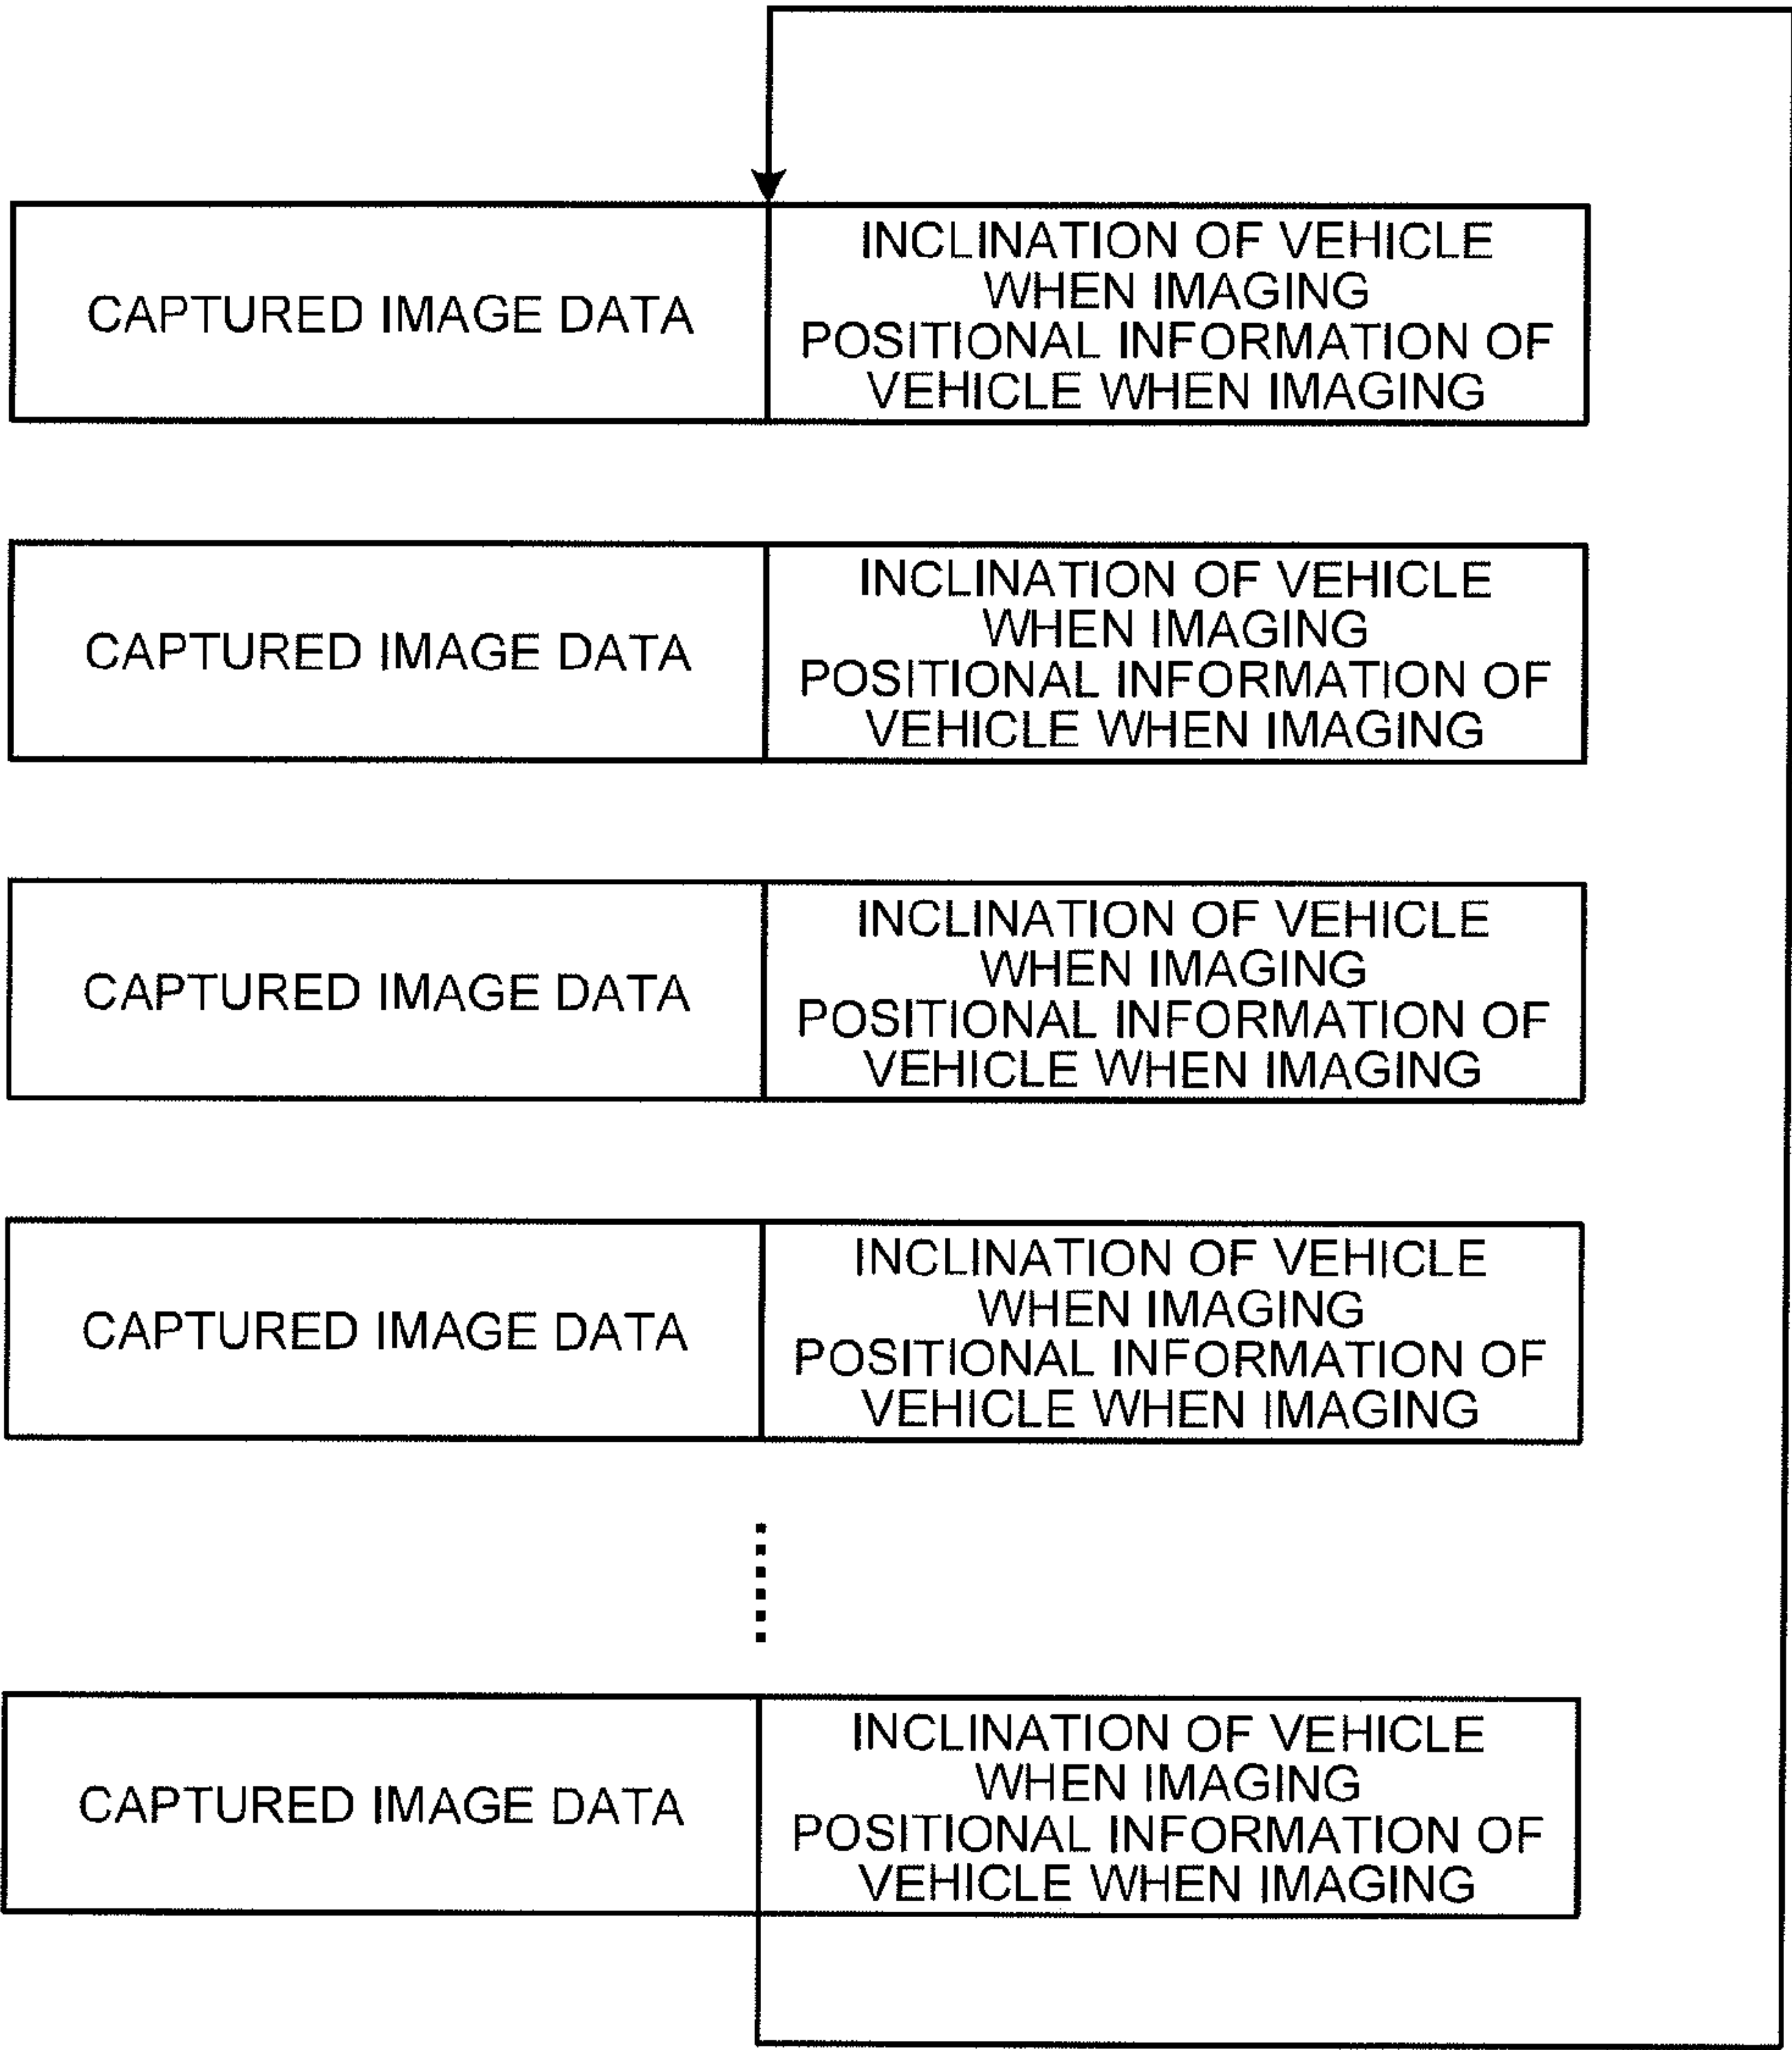 CAPTURED IMAGE DATA
INCLINATION OF VEHICLE
WHEN IMAGING
POSITIONAL INFORMATION OF
VEHICLE WHEN IMAGING
CAPTURED IMAGE DATA
INCLINATION OF VEHICLE
WHEN IMAGING
POSITIONAL INFORMATION OF
VEHICLE WHEN IMAGING
CAPTURED IMAGE DATA
INCLINATION OF VEHICLE
WHEN IMAGING
POSITIONAL INFORMATION OF
VEHICLE WHEN IMAGING
CAPTURED IMAGE DATA
INCLINATION OF VEHICLE
WHEN IMAGING
POSITIONAL INFORMATION OF
VEHICLE WHEN IMAGING
CAPTURED IMAGE DATA
INCLINATION OF VEHICLE
WHEN IMAGING
POSITIONAL INFORMATION OF
VEHICLE WHEN IMAGING